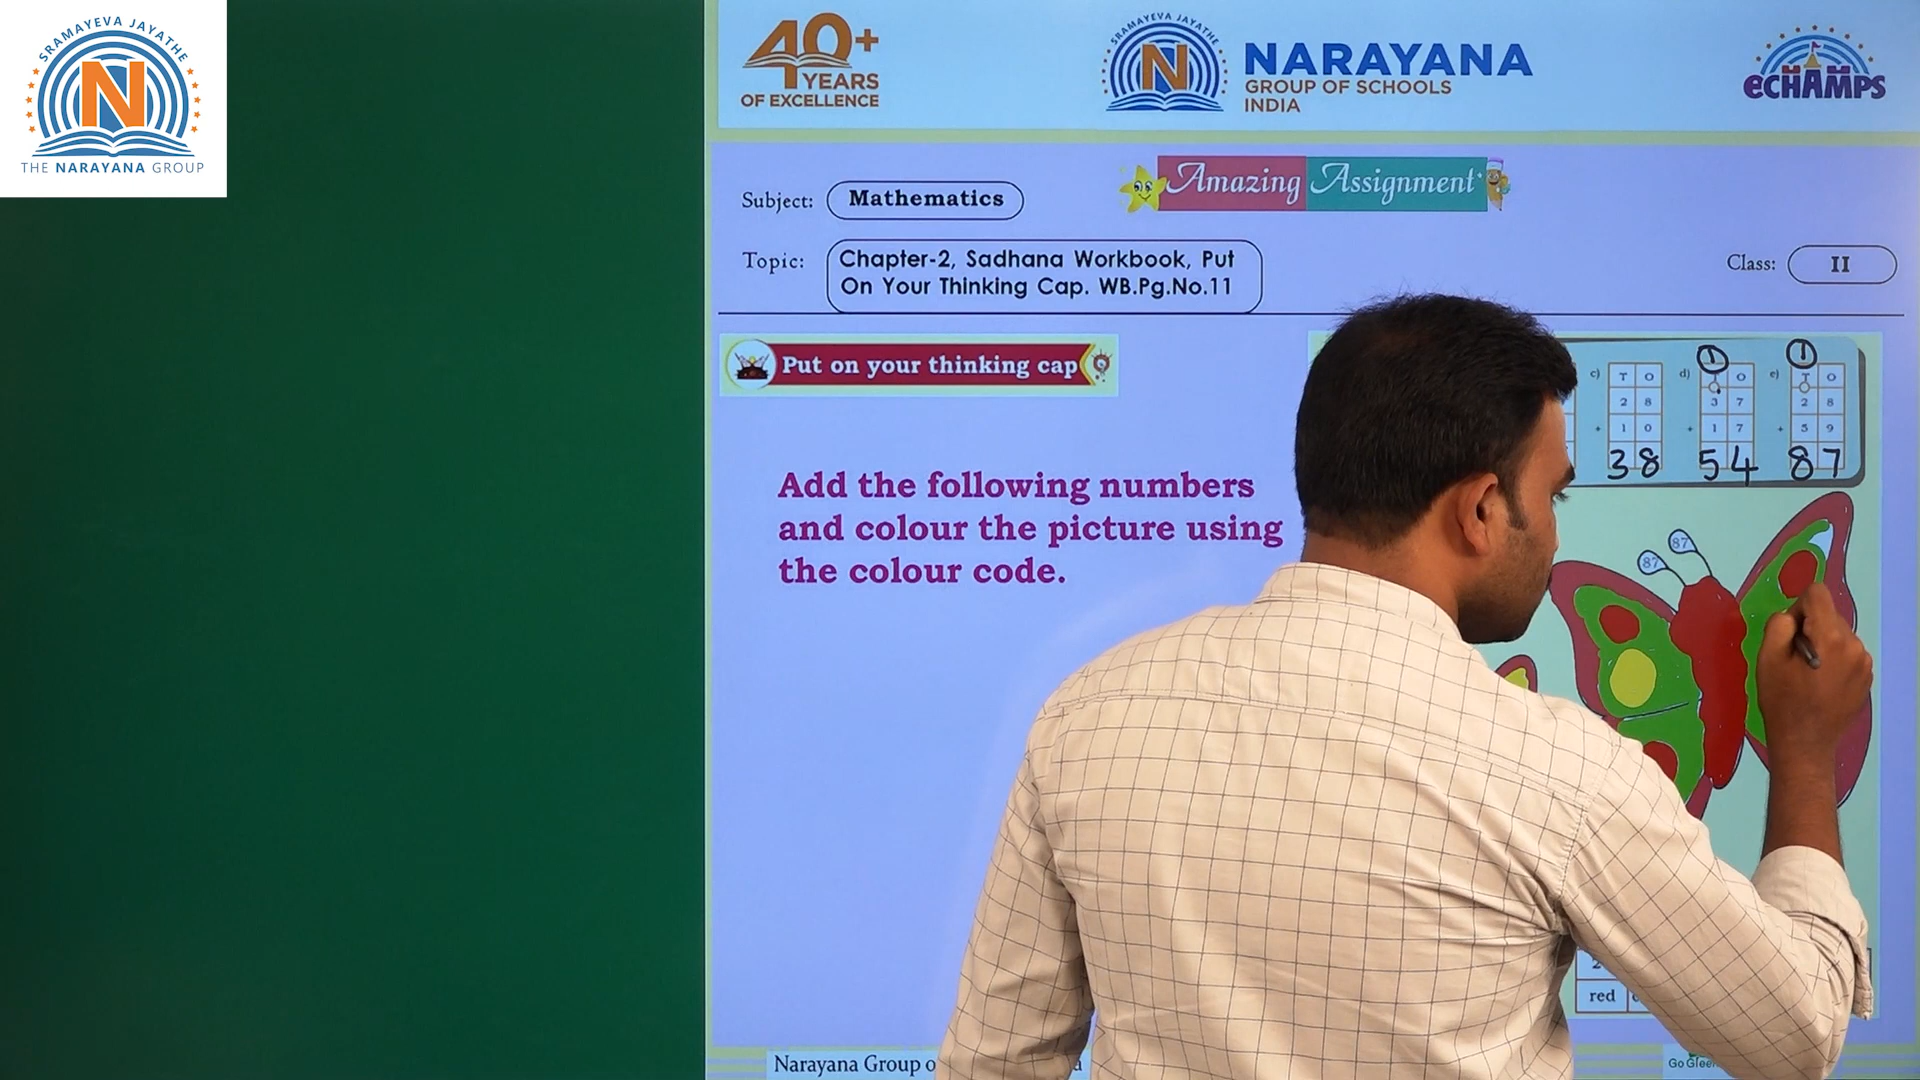 SRAMAYEVA JAYATHE
N
THE NARAYANA GROUP
40+
YEARS
OF EXCELLENCE
SRAMAYEVA JAYATHE
N
NARAYANA
GROUP OF SCHOOLS
INDIA
eCHAMPS
Amazing Assignment
Subject: Mathematics
Topic: Chapter-2, Sadhana Workbook, Put
On Your Thinking Cap. WB.Pg.No.11
Class: II
Put on your thinking cap
Add the following numbers
and colour the picture using
the colour code.
c) T O
2 8
+ 1 0
38
d) 1
O
3 7
+ 1 7
54
e) 1
T O
2 8
+ 5 9
87
87
87
red
Narayana Group
Go Green